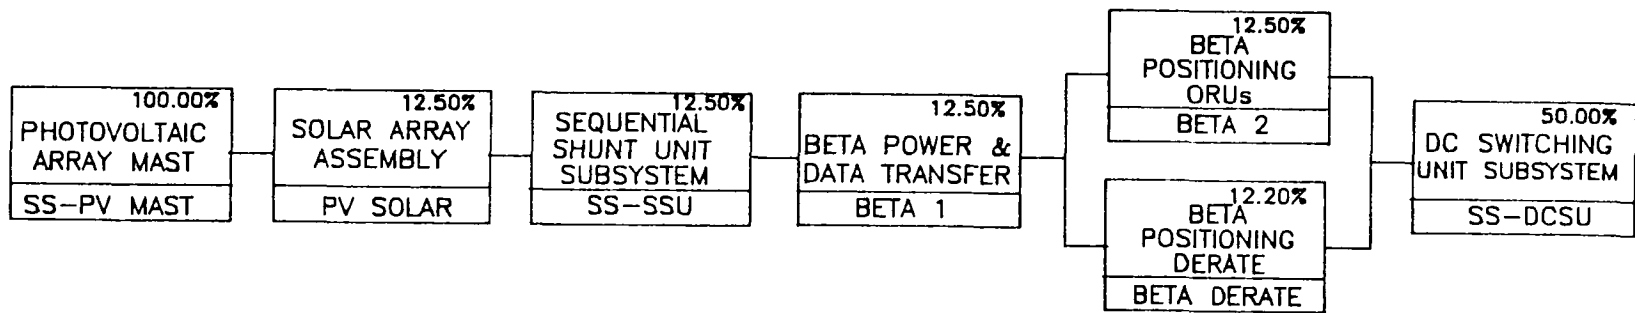 100.00%
PHOTOVOLTAIC
ARRAY MAST
SS-PV MAST
12.50%
SOLAR ARRAY
ASSEMBLY
PV SOLAR
12.50%
SEQUENTIAL
SHUNT UNIT
SUBSYSTEM
SS-SSU
12.50%
BETA POWER &
DATA TRANSFER
BETA 1
12.50%
BETA
POSITIONING
ORUs
BETA 2
12.20%
BETA
POSITIONING
DERATE
BETA DERATE
50.00%
DC SWITCHING
UNIT SUBSYSTEM
SS-DCSU